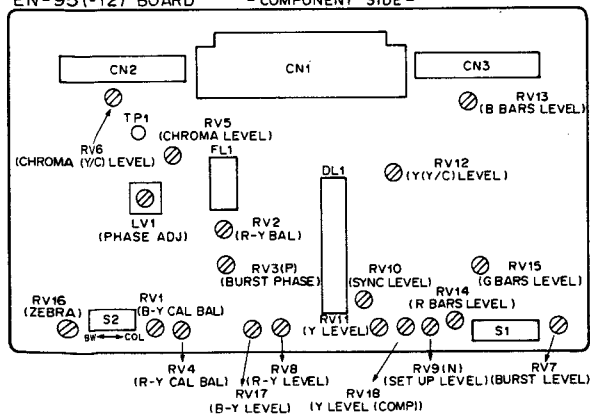 EN-95(-12) BOARD - COMPONENT SIDE -
CN2
CN1
CN3
RV13
(B BARS LEVEL)
TP1
RV5
(CHROMA LEVEL)
RV6
(CHROMA (Y/C) LEVEL)
FL1
DL1
RV12
(Y(Y/C) LEVEL)
LV1
(PHASE ADJ)
RV2
(R-Y BAL)
RV3(P)
(BURST PHASE)
RV10
(SYNC LEVEL)
RV15
(G BARS LEVEL)
RV14
(R BARS LEVEL)
RV16
(ZEBRA)
S2
BW COL
RV1
(B-Y CAL BAL)
RV11
(Y LEVEL)
S1
RV4
(R-Y CAL BAL)
RV17
(B-Y LEVEL)
RV8
(R-Y LEVEL)
RV18
(Y LEVEL (COMP))
RV9(N)
(SET UP LEVEL)
RV7
(BURST LEVEL)